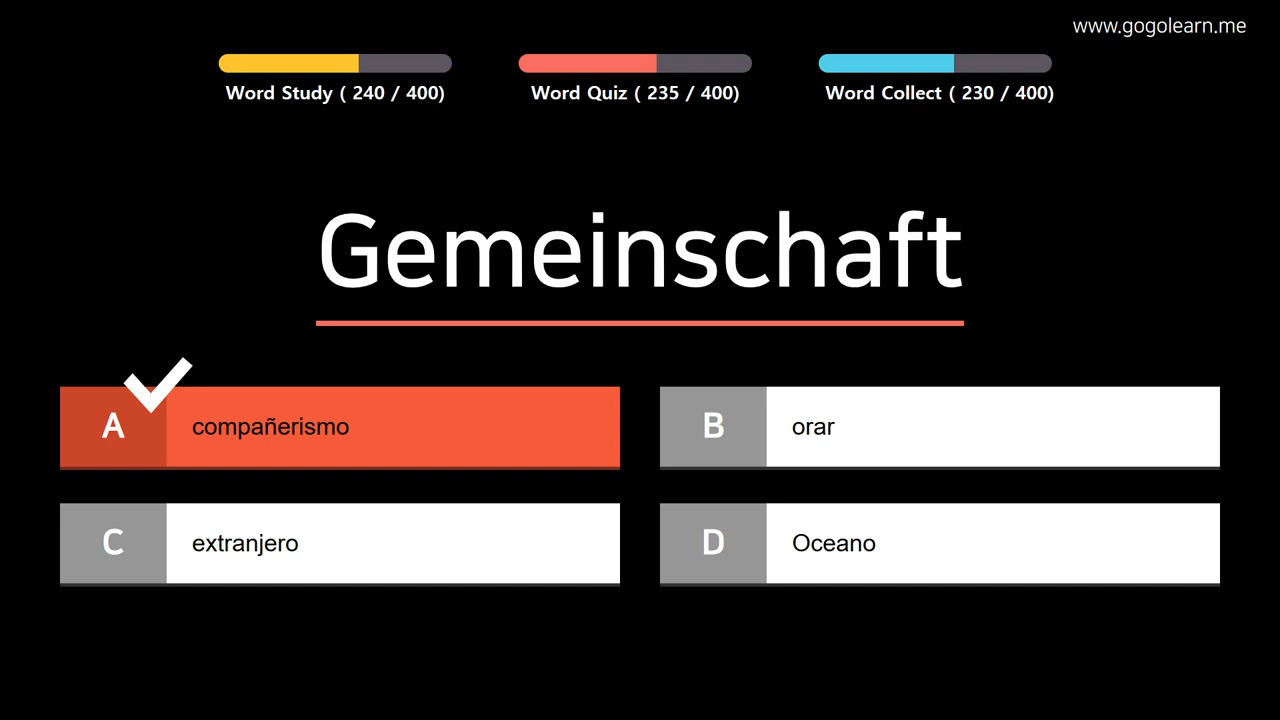 www.gogolearn.me
Word Study ( 240 / 400)
Word Quiz ( 235 / 400)
Word Collect ( 230 / 400)
Gemeinschaft
A
compañerismo
B
orar
C
extranjero
D
Oceano